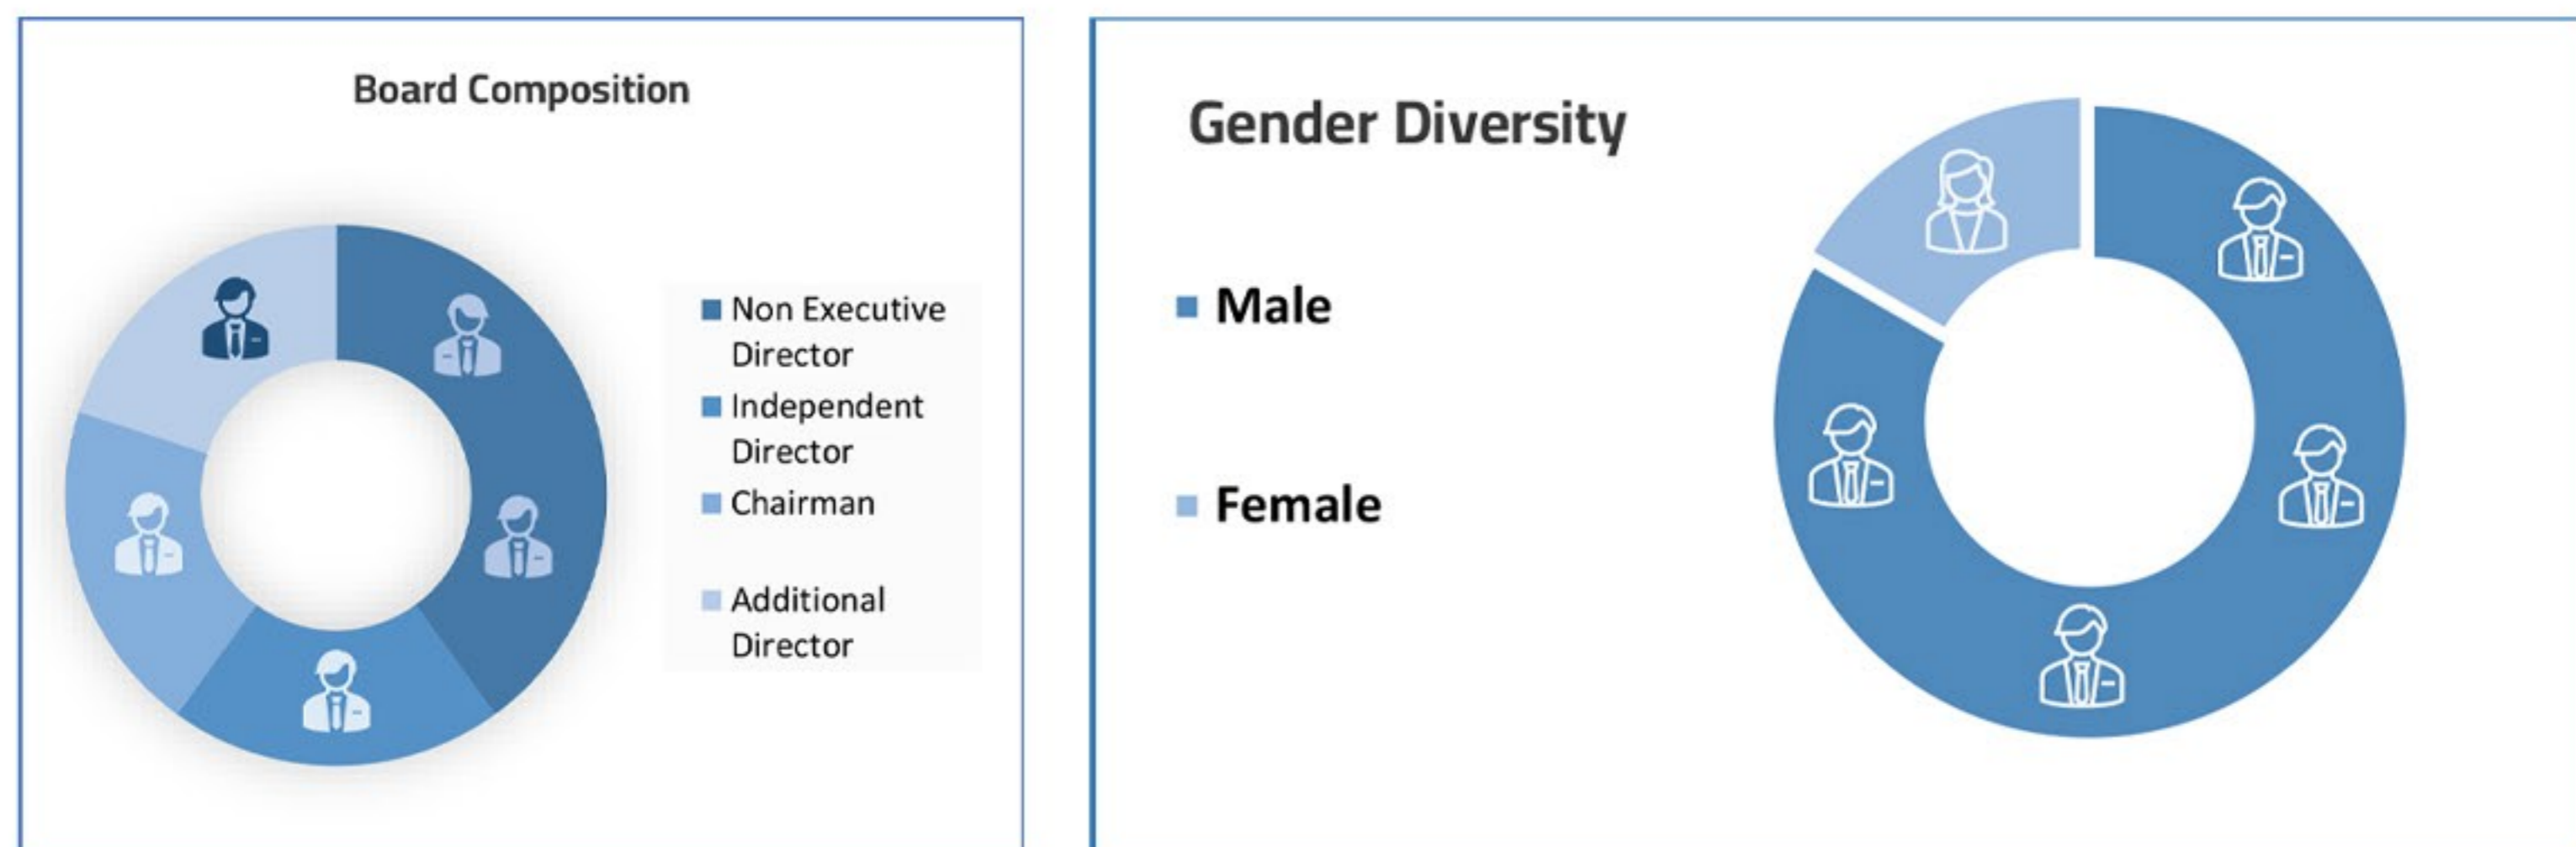 Board Composition
Non Executive
Director
Independent
Director
Chairman
Additional
Director
Gender Diversity
Male
Female